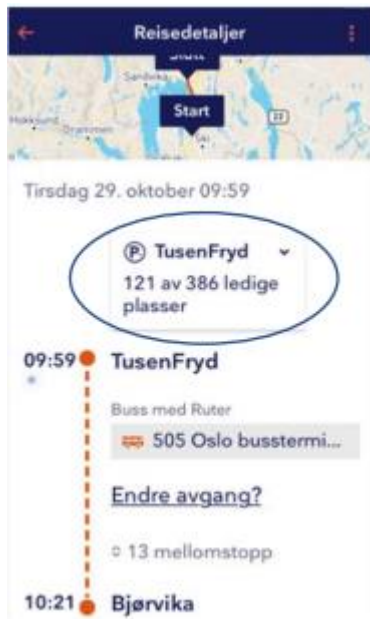 Reisedetaljer
Slutt
Sandvika
Start
Hokksund
Drammen
Ski
Tirsdag 29. oktober 09:59
P TusenFryd
121 av 386 ledige
plasser
09:59 TusenFryd
Buss med Ruter
505 Oslo busstermi...
Endre avgang?
13 mellomstopp
10:21 Bjørvika